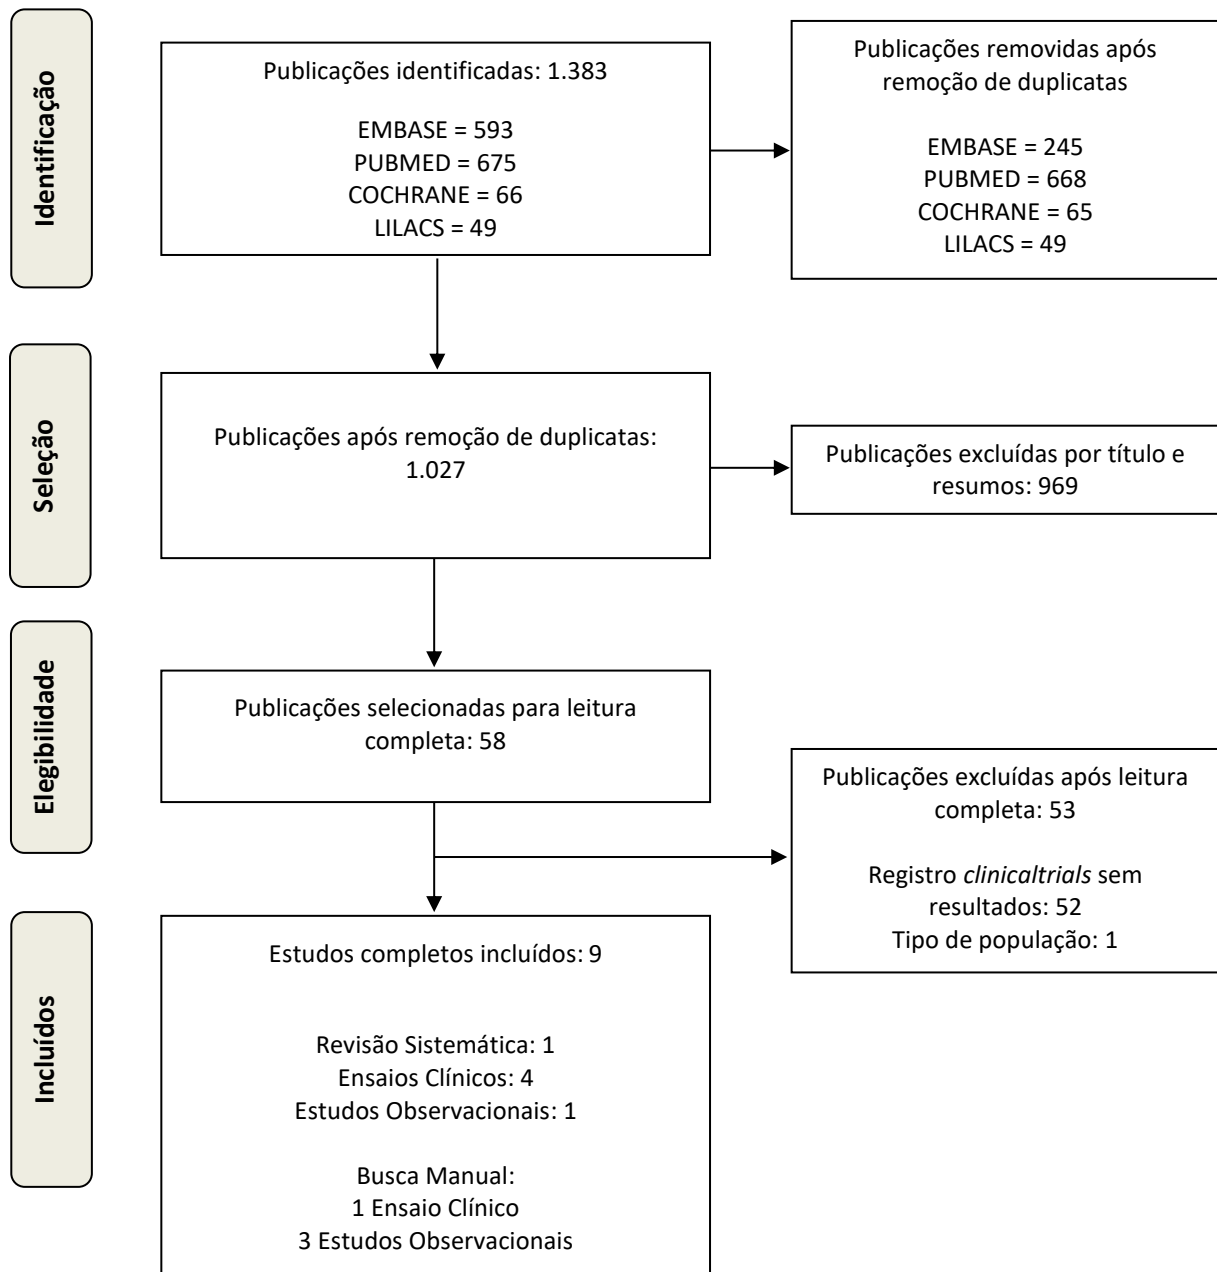 Identificação
Publicações identificadas: 1.383
EMBASE = 593
PUBMED = 675
COCHRANE = 66
LILACS = 49
Publicações removidas após
remoção de duplicatas
EMBASE = 245
PUBMED = 668
COCHRANE = 65
LILACS = 49
Seleção
Publicações após remoção de duplicatas:
1.027
Publicações excluídas por título e
resumos: 969
Elegibilidade
Publicações selecionadas para leitura
completa: 58
Publicações excluídas após leitura
completa: 53
Registro clinicaltrials sem
resultados: 52
Tipo de população: 1
Incluídos
Estudos completos incluídos: 9
Revisão Sistemática: 1
Ensaios Clínicos: 4
Estudos Observacionais: 1
Busca Manual:
1 Ensaio Clínico
3 Estudos Observacionais